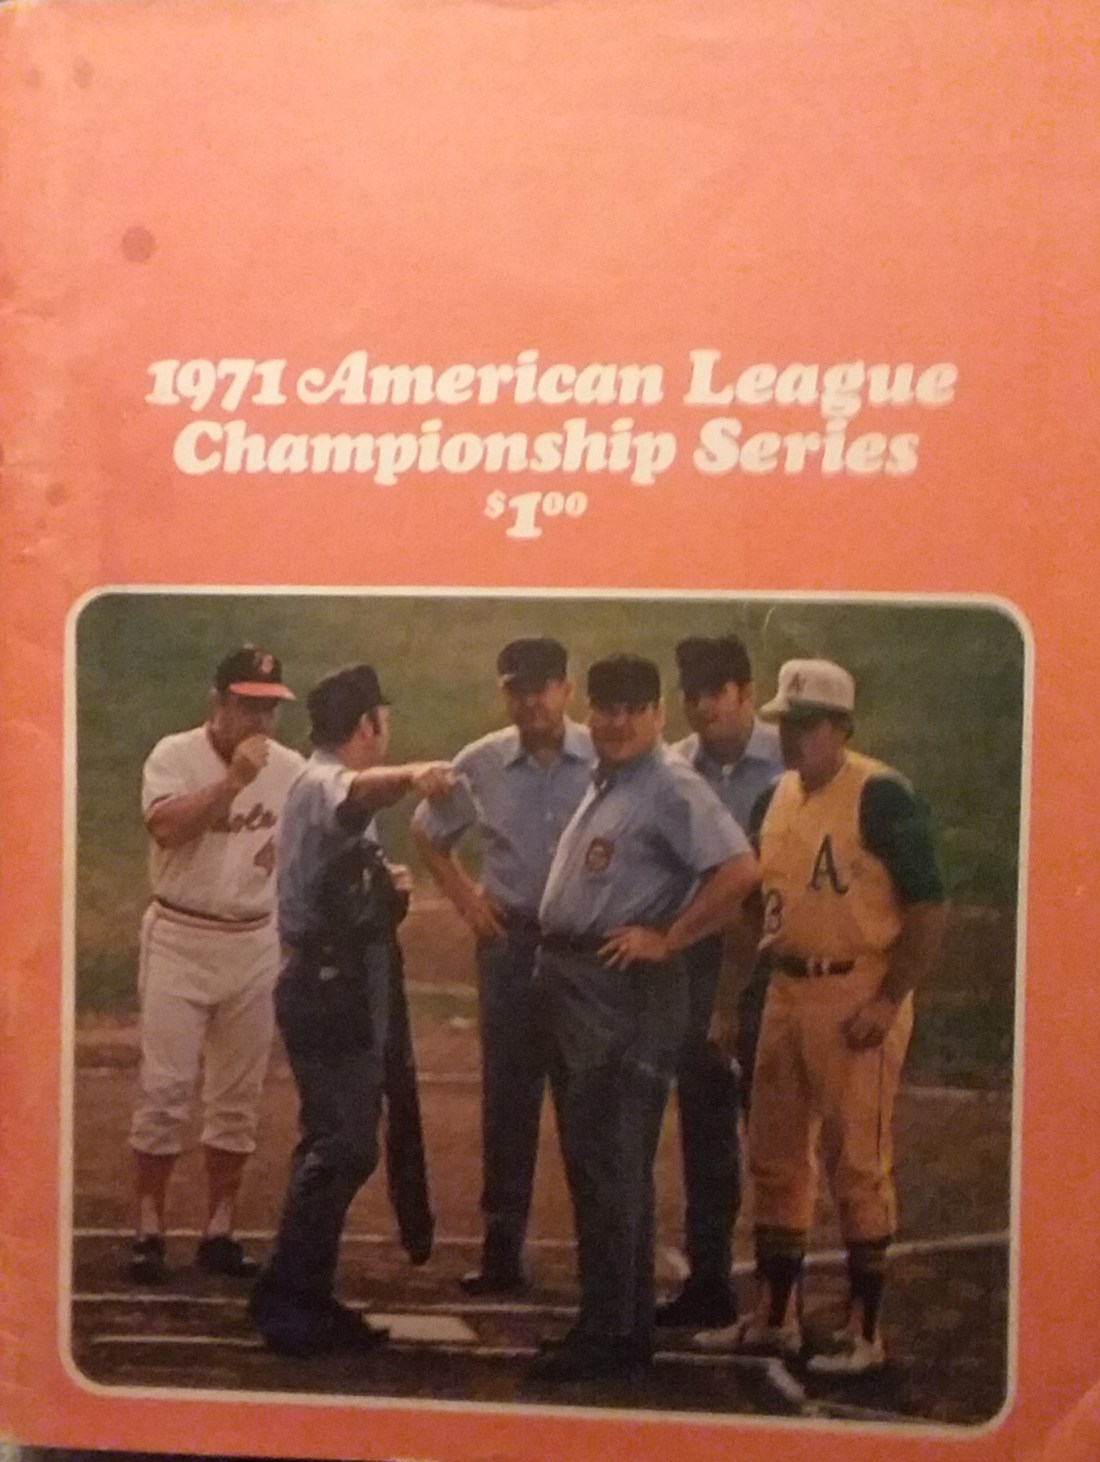 1971 American League
Championship Series
$1.00
A
A